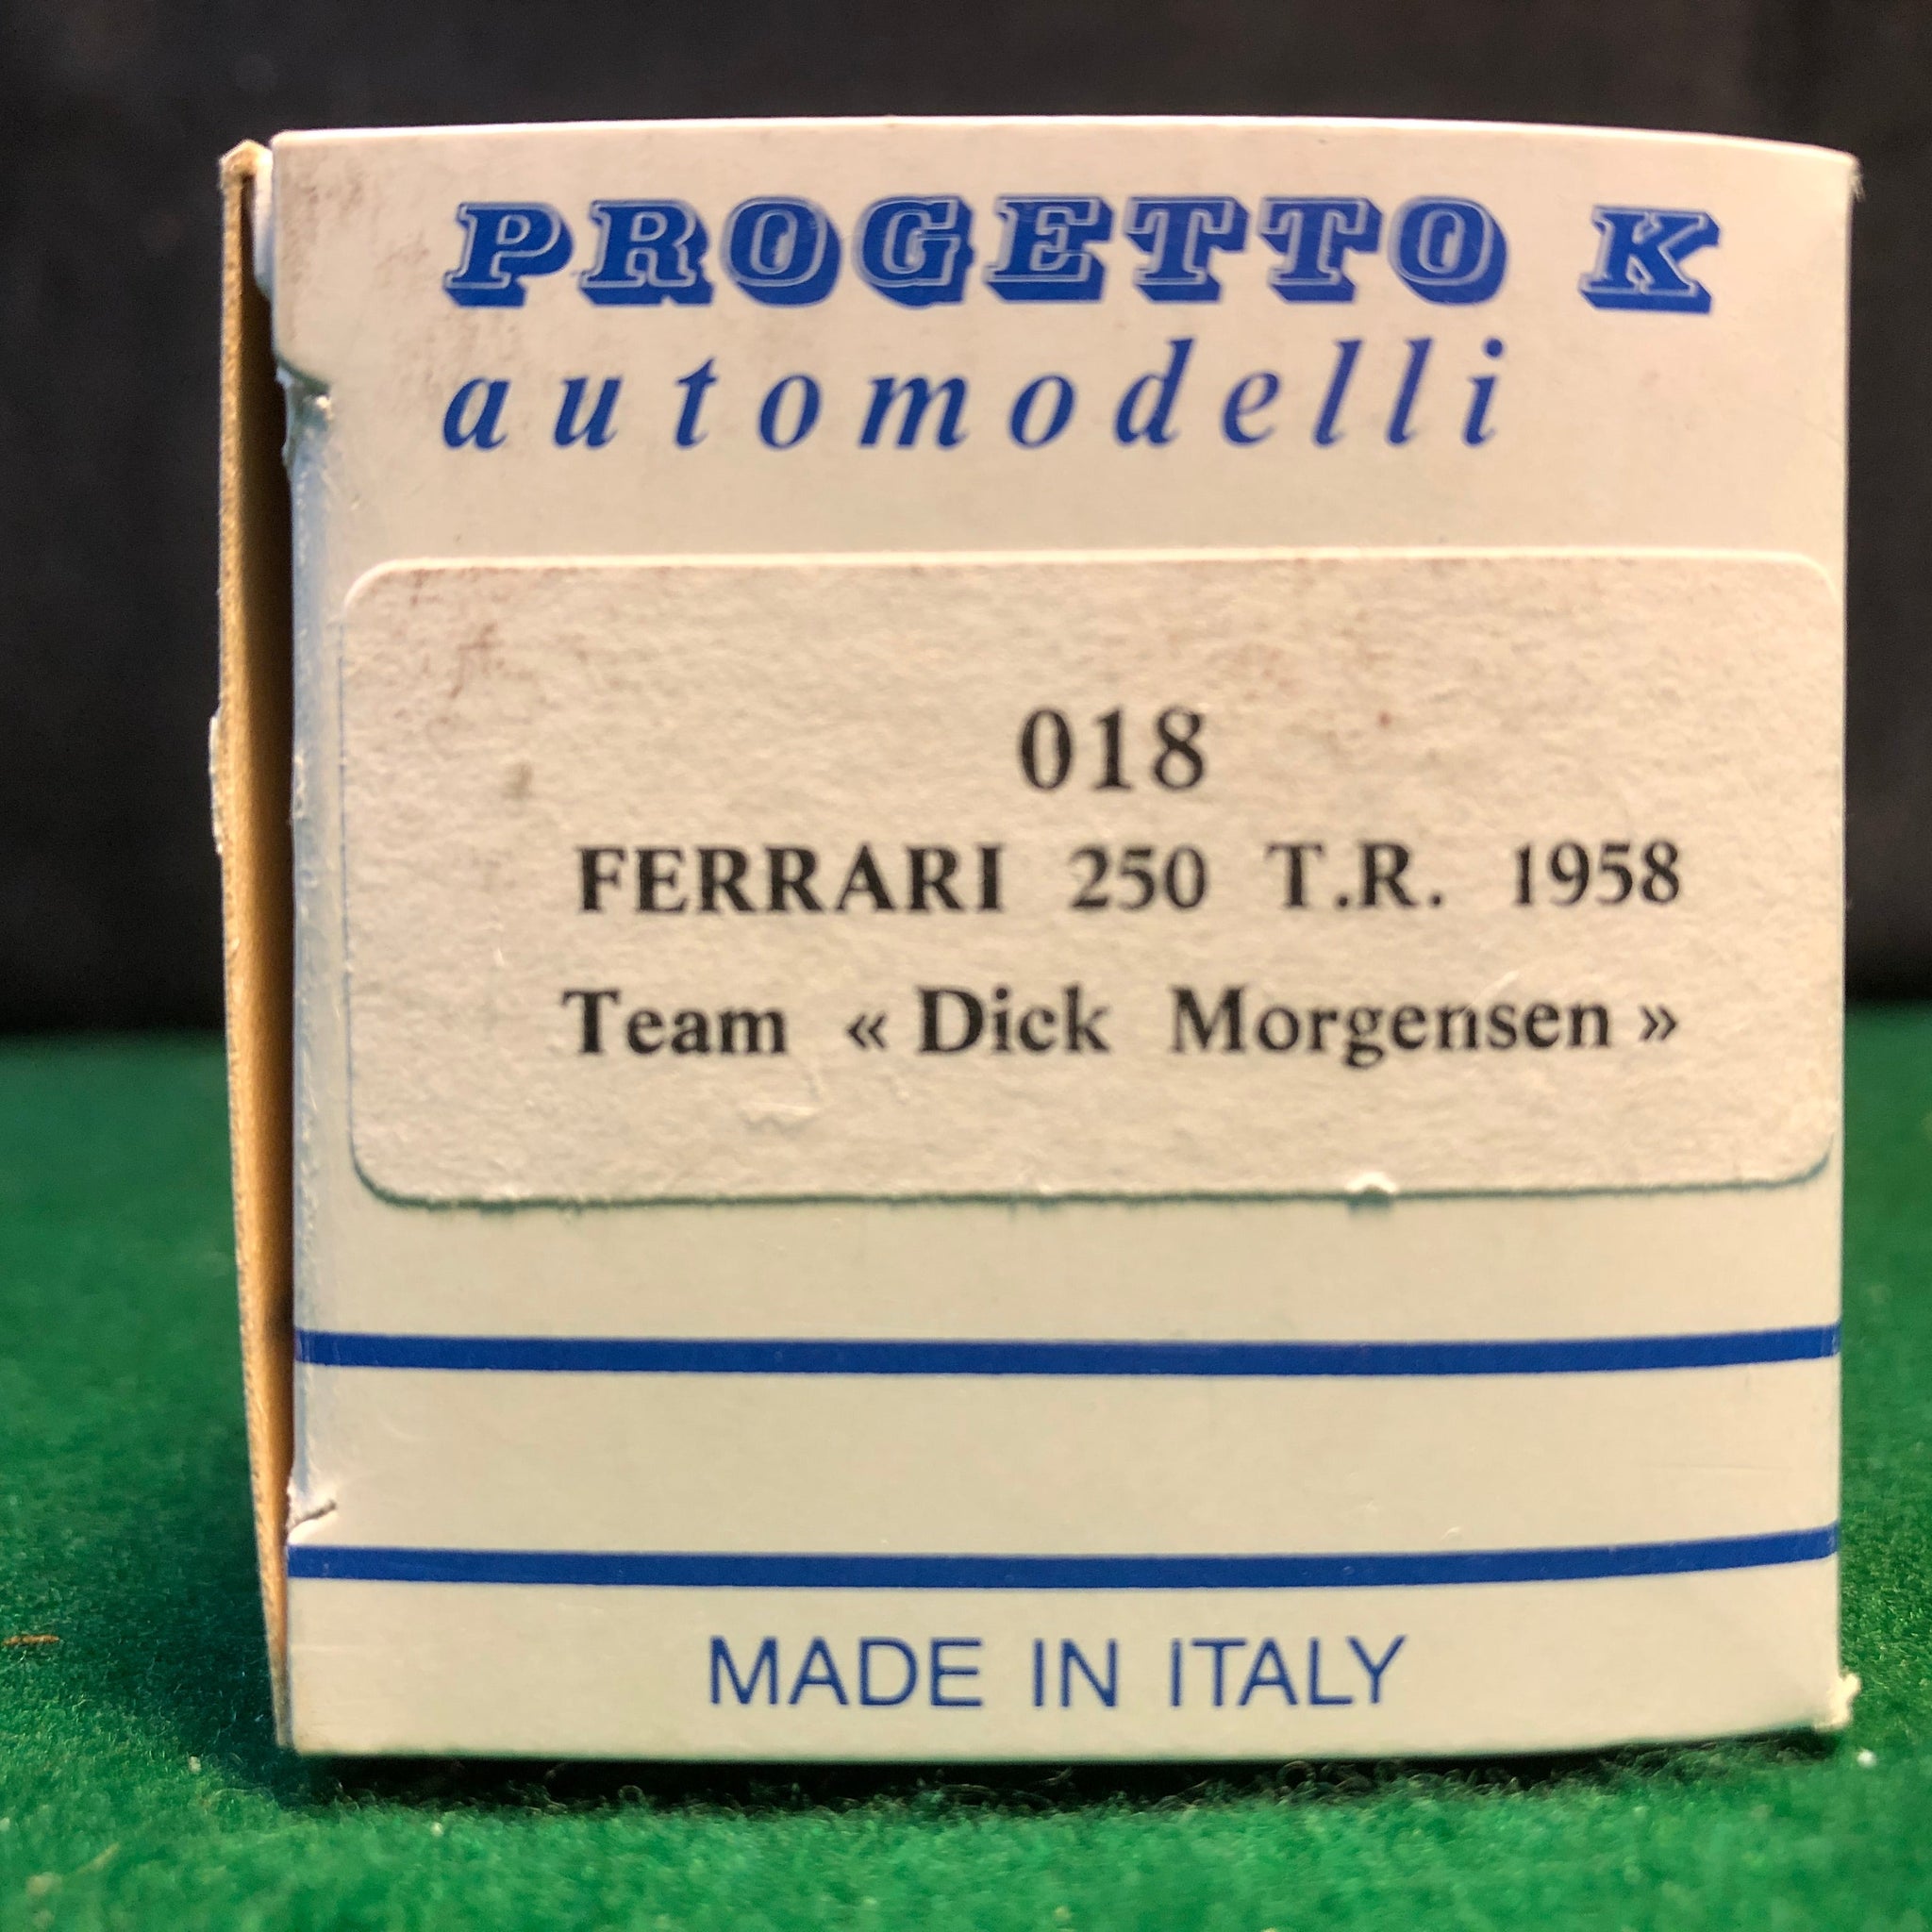 PROGETTO K
automodelli
018
FERRARI 250 T.R. 1958
Team « Dick Morgensen »
MADE IN ITALY